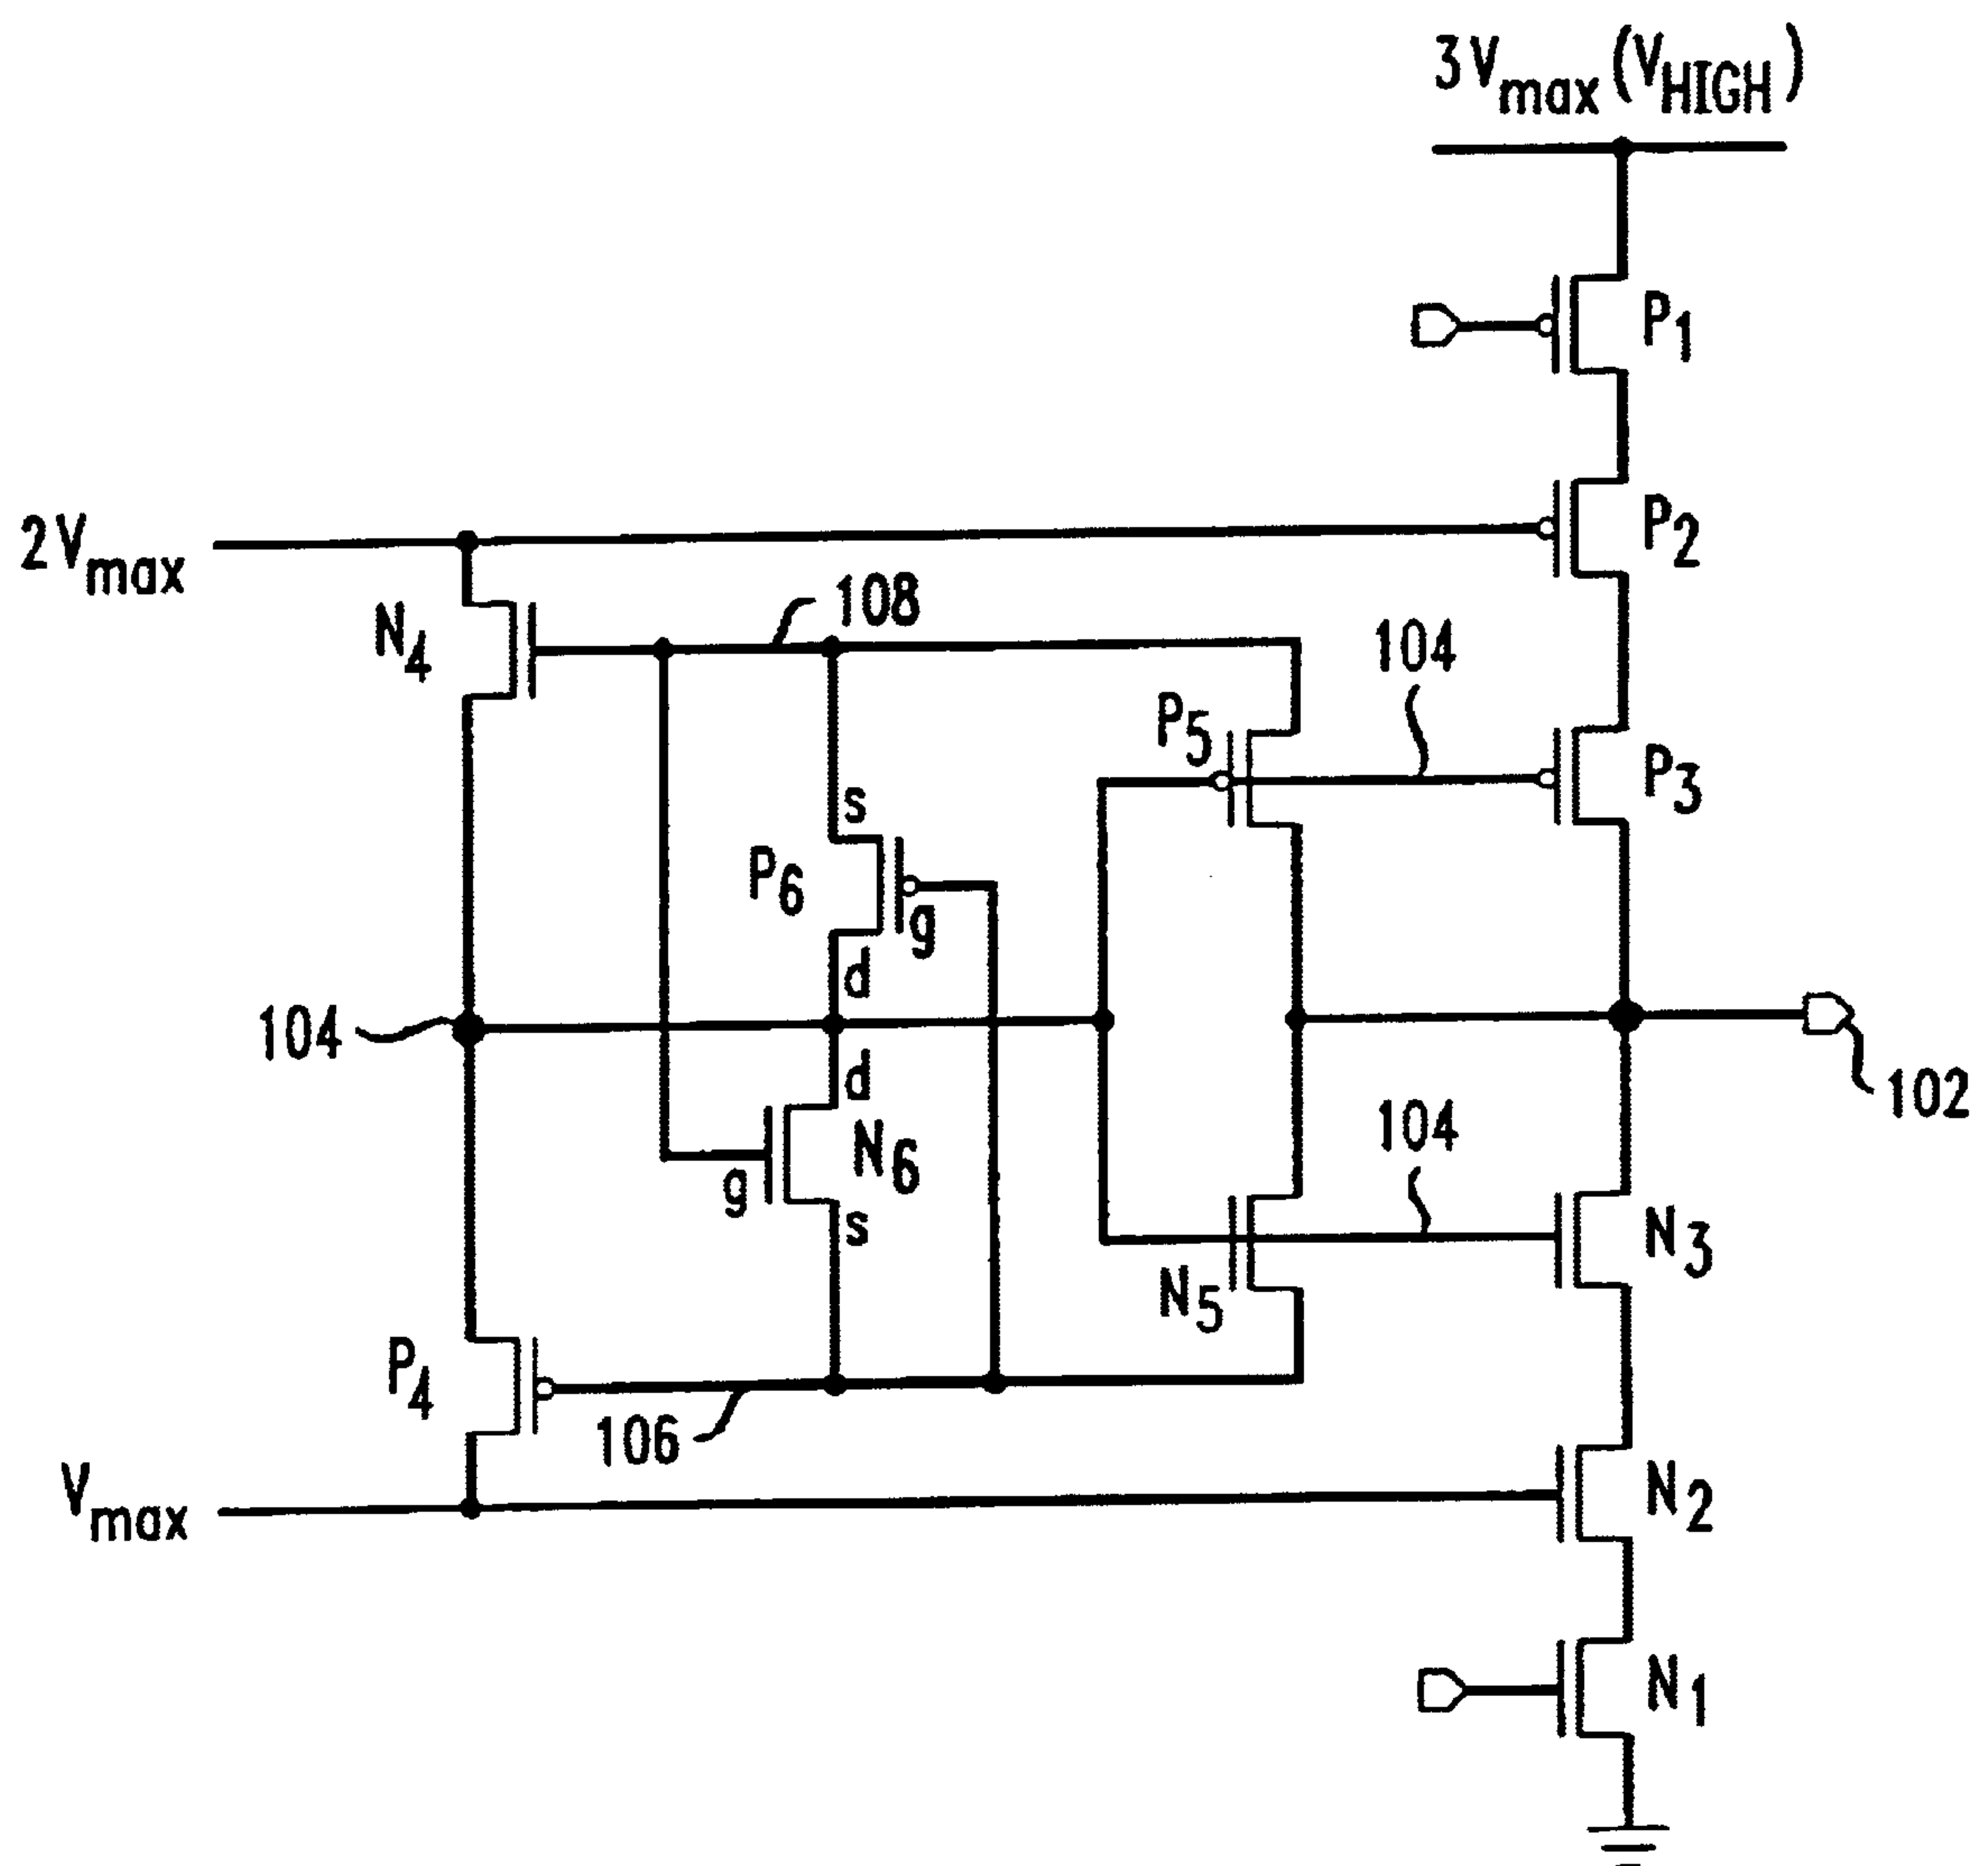 3Vmax (VHIGH)
P1
2Vmax
P2
N4
108
104
P5
P3
s
P6
g
d
104
d
102
N6
104
g
s
N3
N5
P4
106
Vmax
N2
N1